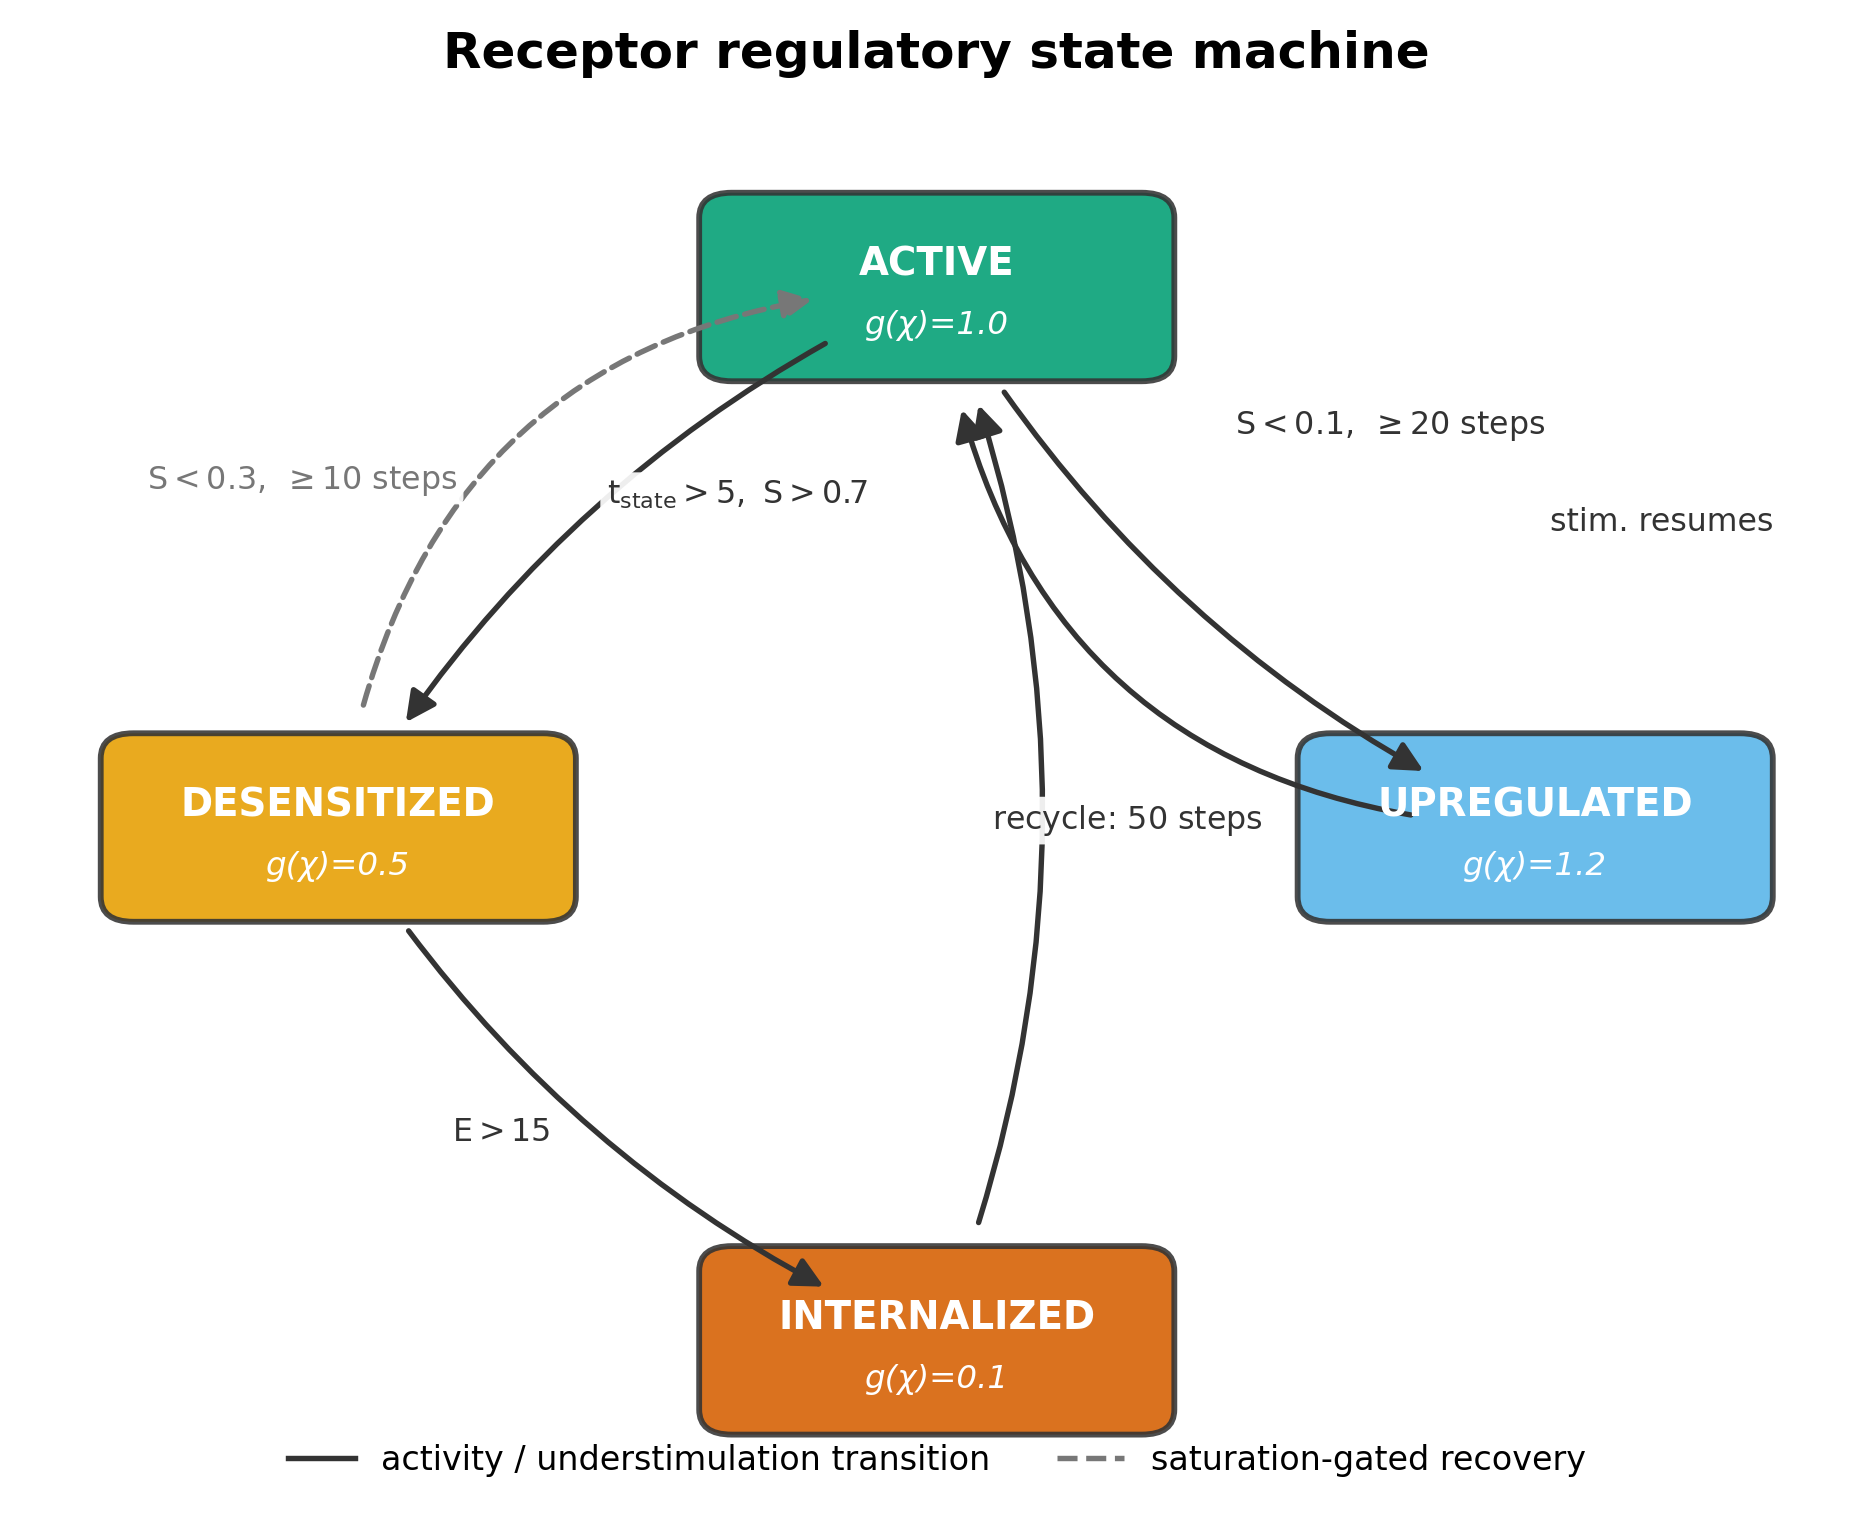 Receptor regulatory state machine
ACTIVE
g(χ)=1.0
S < 0.1, ≥20 steps
S < 0.3, ≥10 steps
t_state > 5, S > 0.7
stim. resumes
DESENSITIZED
g(χ)=0.5
recycle: 50 steps
UPREGULATED
g(χ)=1.2
E > 15
INTERNALIZED
g(χ)=0.1
activity / understimulation transition
saturation-gated recovery